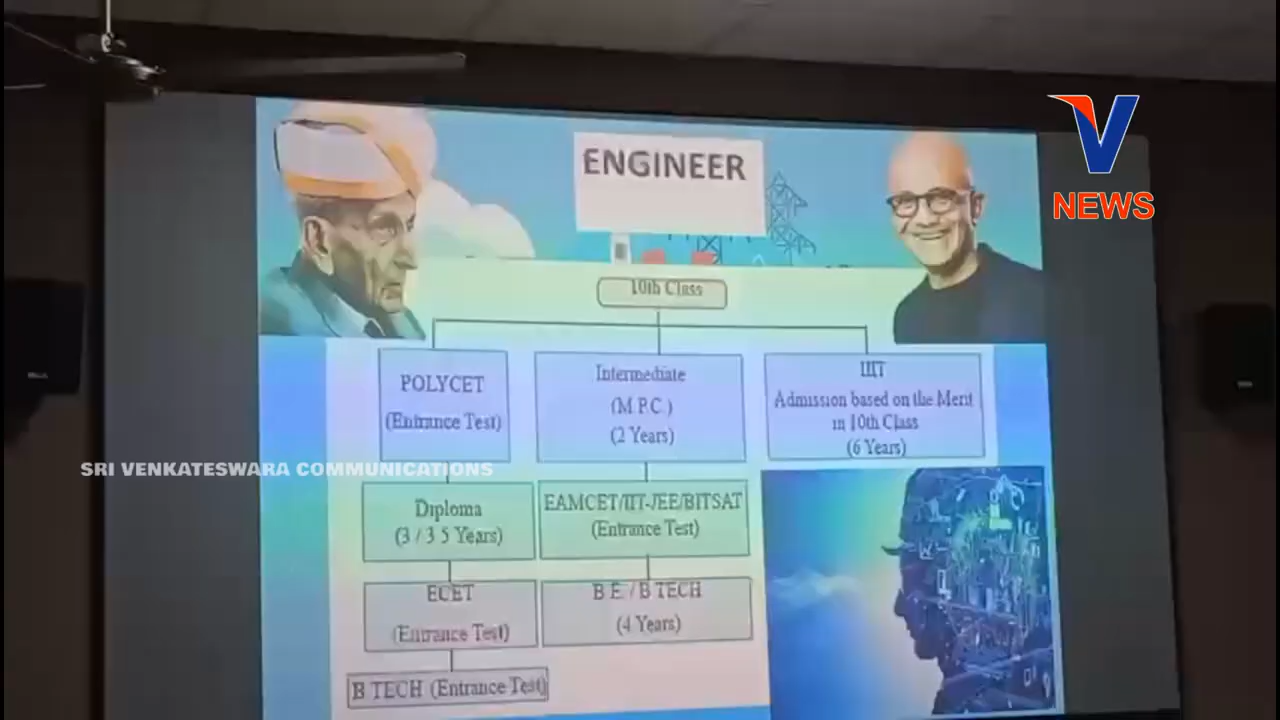 ENGINEER
V
NEWS
10th Class
POLYCET
(Entrance Test)
Intermediate
(M.P.C.)
(2 Years)
IIIT
Admission based on the Merit
in 10th Class
(6 Years)
SRI VENKATESWARA COMMUNICATIONS
Diploma
(3 / 3 5 Years)
EAMCET/IIT-JEE/BITSAT
(Entrance Test)
ECET
(Entrance Test)
B E / B TECH
(4 Years)
B TECH (Entrance Test)